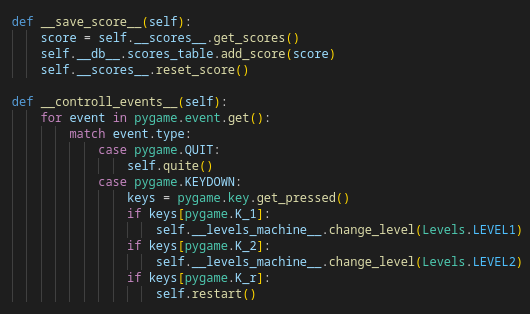 def __save_score__(self):
    score = self.__scores__.get_scores()
    self.__db__.scores_table.add_score(score)
    self.__scores__.reset_score()

def __controll_events__(self):
    for event in pygame.event.get():
        match event.type:
            case pygame.QUIT:
                self.quite()
            case pygame.KEYDOWN:
                keys = pygame.key.get_pressed()
                if keys[pygame.K_1]:
                    self.__levels_machine__.change_level(Levels.LEVEL1)
                if keys[pygame.K_2]:
                    self.__levels_machine__.change_level(Levels.LEVEL2)
                if keys[pygame.K_r]:
                    self.restart()